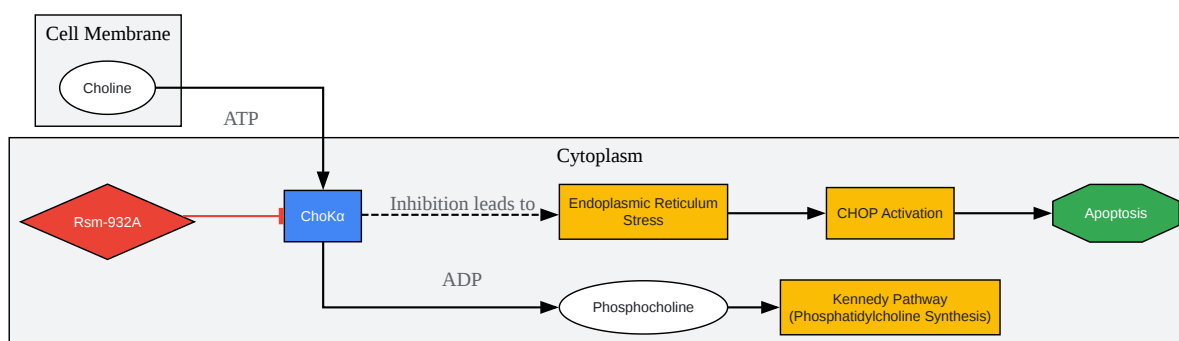 Cell Membrane
Choline
ATP
Cytoplasm
Rsm-932A
ChoKα
Inhibition leads to
Endoplasmic Reticulum
Stress
CHOP Activation
Apoptosis
ADP
Phosphocholine
Kennedy Pathway
(Phosphatidylcholine Synthesis)